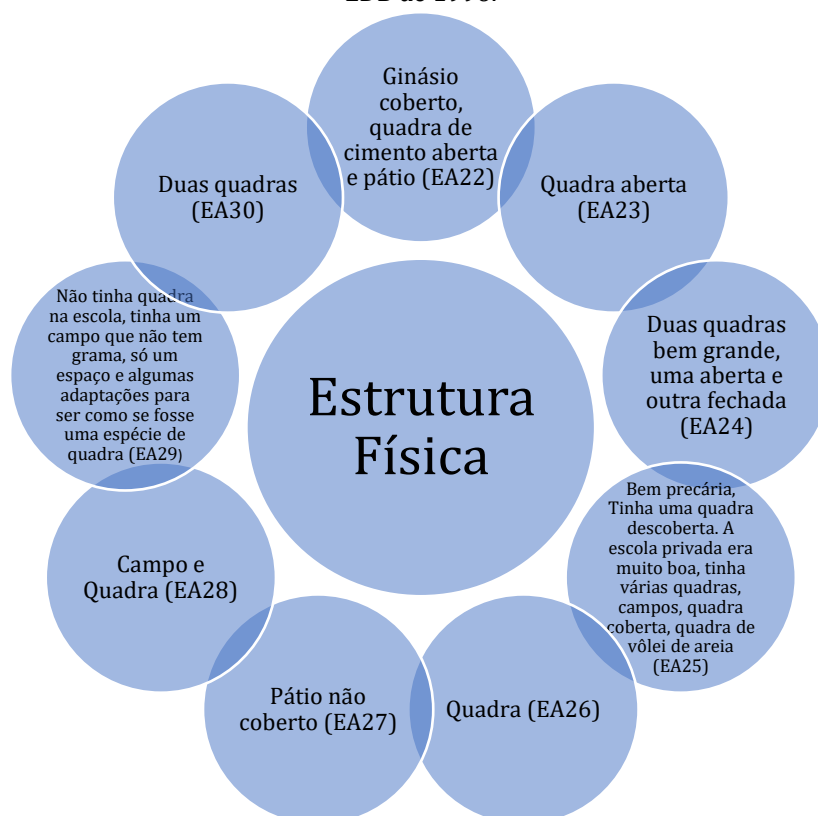 Ginásio
coberto,
quadra de
cimento aberta
e pátio (EA22)
Quadra aberta
(EA23)
Duas quadras
bem grande,
uma aberta e
outra fechada
(EA24)
Bem precária,
Tinha uma quadra
descoberta. A
escola privada era
muito boa, tinha
várias quadras,
campos, quadra
coberta, quadra de
vôlei de areia
(EA25)
Quadra (EA26)
Pátio não
coberto (EA27)
Campo e
Quadra (EA28)
Não tinha quadra
na escola, tinha um
campo que não tem
grama, só um
espaço e algumas
adaptações para
ser como se fosse
uma espécie de
quadra (EA29)
Duas quadras
(EA30)
Estrutura
Física